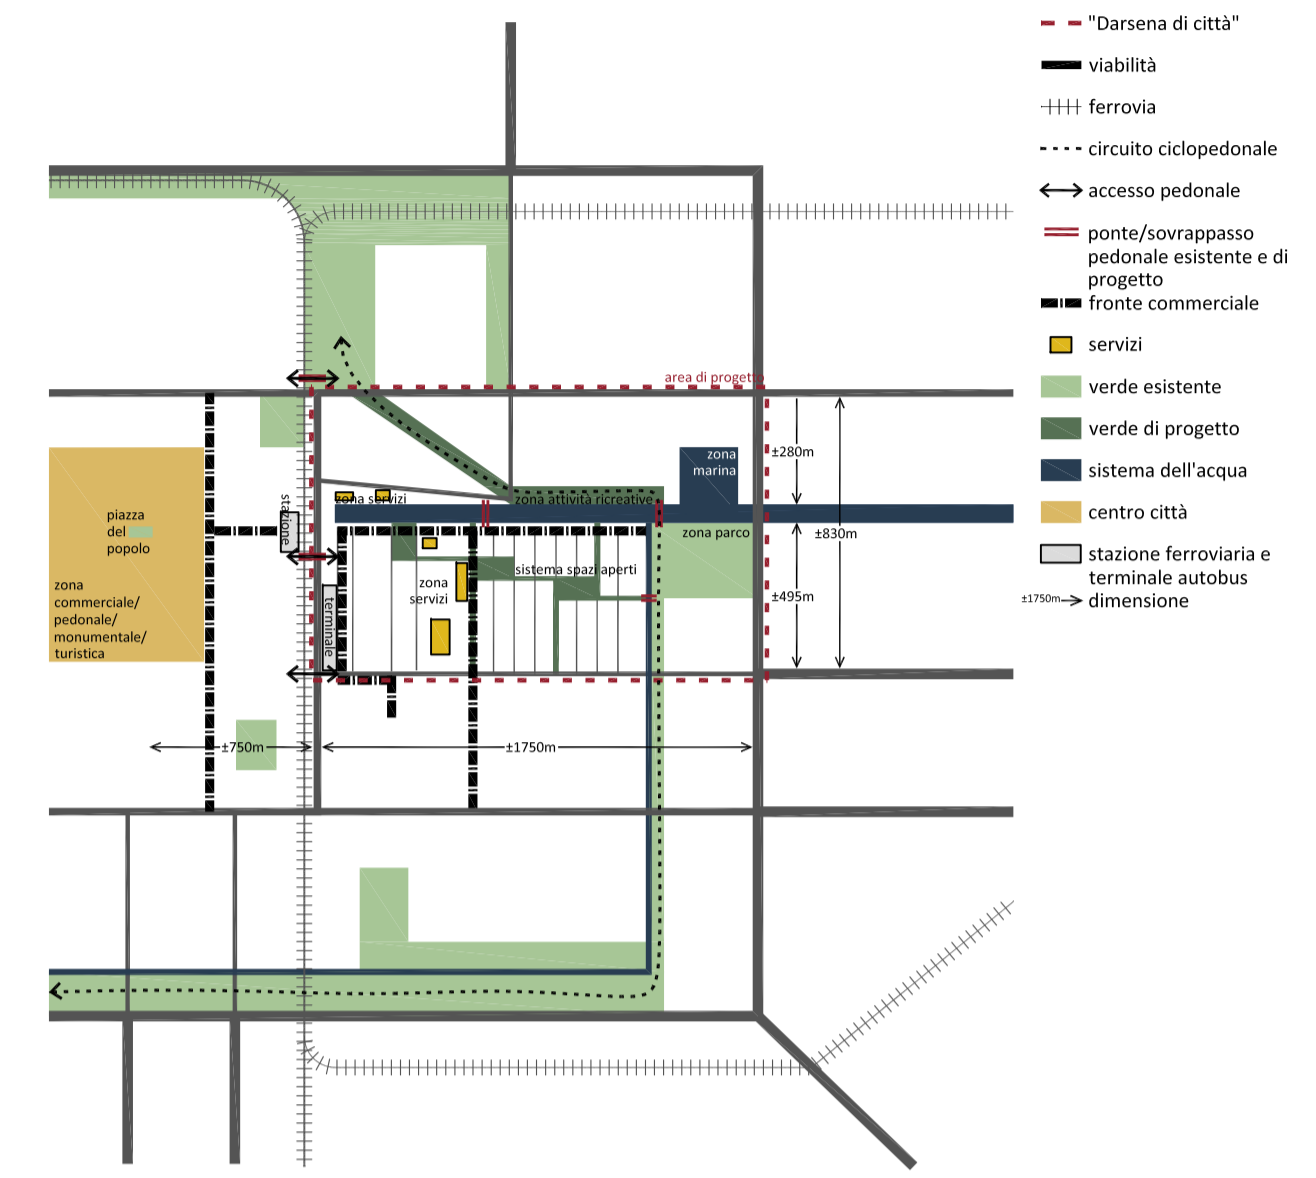 "Darsena di città"
viabilità
ferrovia
circuito ciclopedonale
accesso pedonale
ponte/sovrappasso
pedonale esistente e di
progetto
fronte commerciale
servizi
verde esistente
verde di progetto
sistema dell'acqua
centro città
stazione ferroviaria e
terminale autobus
±1750m
dimensione
area di progetto
zona
marina
±280m
zona servizi
zona attività ricreative
stazione
piazza
del
popolo
zona parco
±830m
sistema spazi aperti
zona
servizi
zona
commerciale/
pedonale/
monumentale/
turistica
±495m
terminale
±750m
±1750m